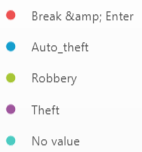 Break &amp; Enter
Auto_theft
Robbery
Theft
No value